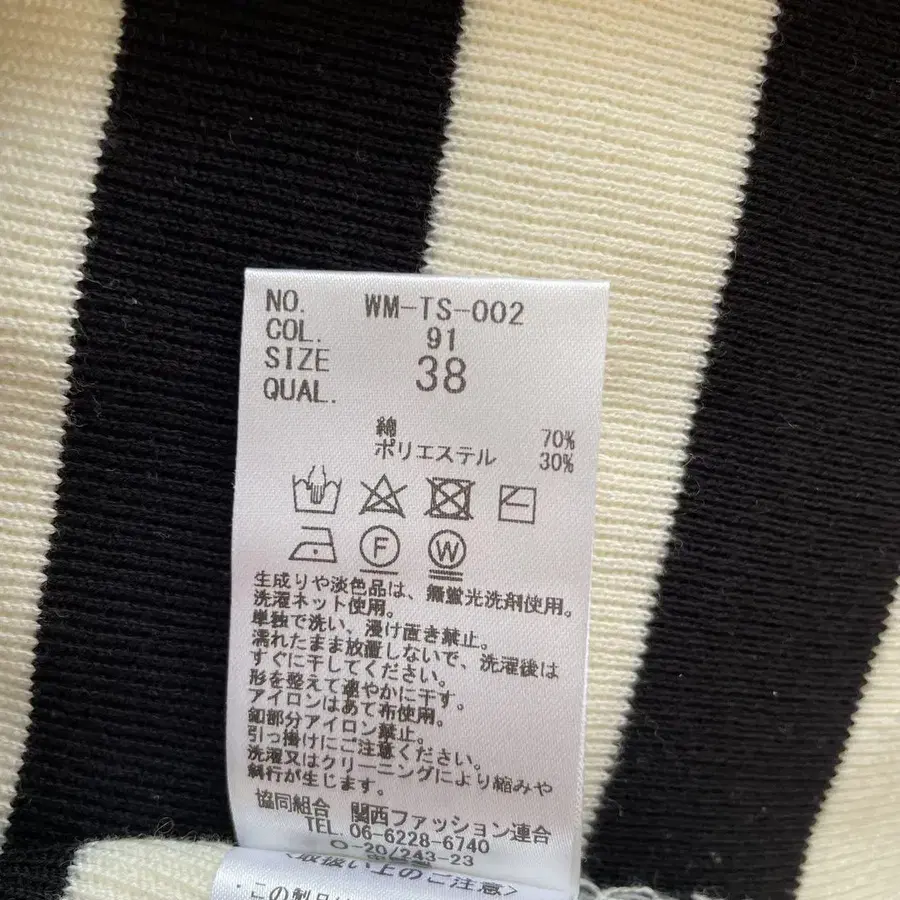 NO. WM-TS-002
COL. 91
SIZE 38
QUAL.
綿 70%
ポリエステル 30%
F W
生成りや淡色品は、無蛍光洗剤使用。
洗濯ネット使用。
単独で洗い、浸け置き禁止。
濡れたまま放置しないで、洗濯後は
すぐに干してください。
形を整えて速やかに干す。
アイロンはあて布使用。
釦部分アイロン禁止。
引っ掛けにご注意ください。
洗濯又はクリーニングにより縮みや
斜行が生じます。
協同組合 関西ファッション連合
TEL.06-6228-6740
O-20/243-23
<取扱い上のご注意>
・この製品は